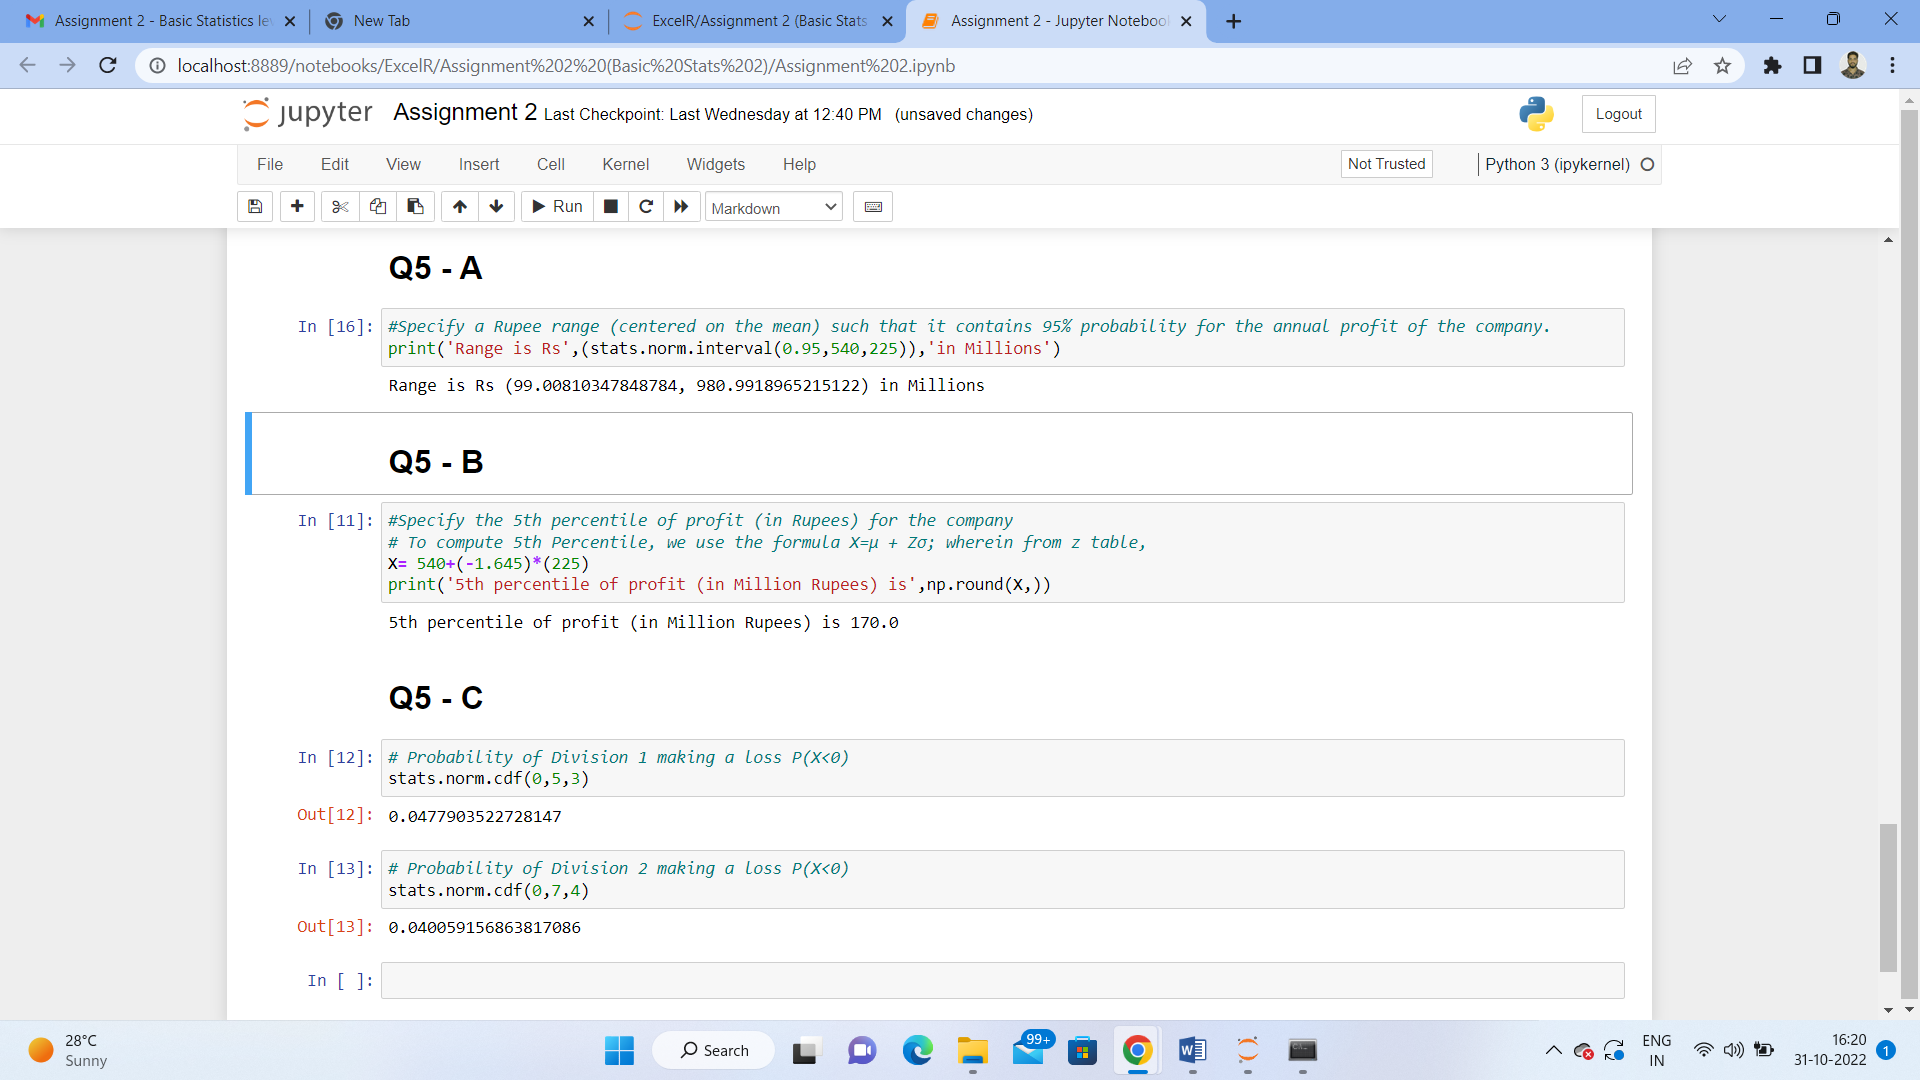 Assignment 2 - Basic Statistics le
New Tab
ExcelR/Assignment 2 (Basic Stats
Assignment 2 - Jupyter Notebook
localhost:8889/notebooks/ExcelR/Assignment%202%20(Basic%20Stats%202)/Assignment%202.ipynb
jupyter Assignment 2 Last Checkpoint: Last Wednesday at 12:40 PM (unsaved changes)
Logout
File Edit View Insert Cell Kernel Widgets Help
Not Trusted
Python 3 (ipykernel)
Run
Markdown
Q5 - A
In [16]: #Specify a Rupee range (centered on the mean) such that it contains 95% probability for the annual profit of the company.
print('Range is Rs',(stats.norm.interval(0.95,540,225)),'in Millions')
Range is Rs (99.00810347848784, 980.9918965215122) in Millions
Q5 - B
In [11]: #Specify the 5th percentile of profit (in Rupees) for the company
# To compute 5th Percentile, we use the formula X=μ + Zσ; wherein from z table,
X= 540+(-1.645)*(225)
print('5th percentile of profit (in Million Rupees) is',np.round(X,))
5th percentile of profit (in Million Rupees) is 170.0
Q5 - C
In [12]: # Probability of Division 1 making a loss P(X<0)
stats.norm.cdf(0,5,3)
Out[12]: 0.0477903522728147
In [13]: # Probability of Division 2 making a loss P(X<0)
stats.norm.cdf(0,7,4)
Out[13]: 0.040059156863817086
In [ ]:
28°C
Sunny
Search
99+
ENG
IN
16:20
31-10-2022
1